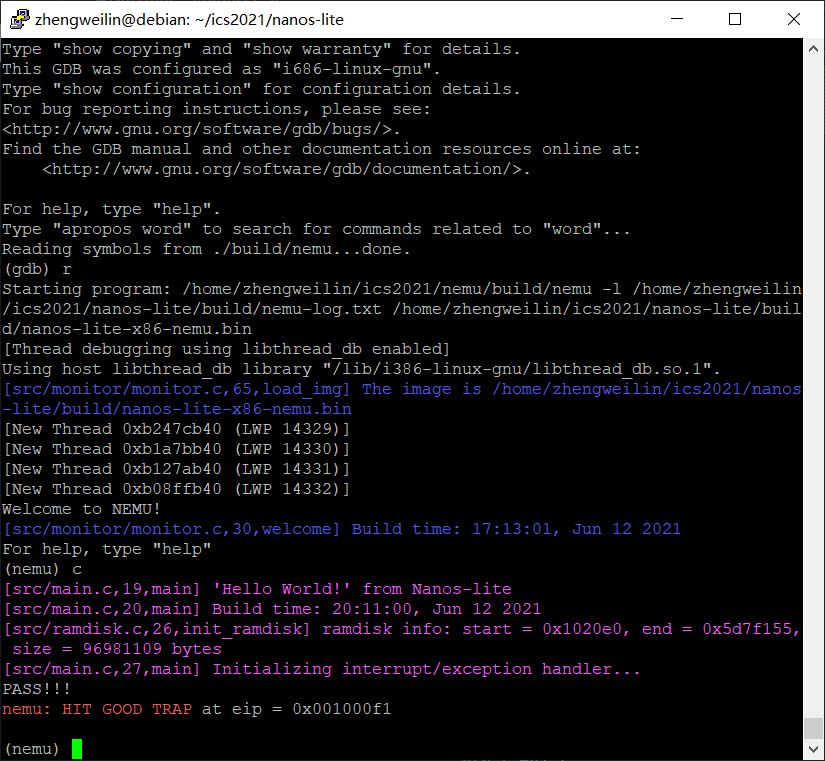 zhengweilin@debian: ~/ics2021/nanos-lite
Type "show copying" and "show warranty" for details.
This GDB was configured as "i686-linux-gnu".
Type "show configuration" for configuration details.
For bug reporting instructions, please see:
<http://www.gnu.org/software/gdb/bugs/>.
Find the GDB manual and other documentation resources online at:
    <http://www.gnu.org/software/gdb/documentation/>.

For help, type "help".
Type "apropos word" to search for commands related to "word"...
Reading symbols from ./build/nemu...done.
(gdb) r
Starting program: /home/zhengweilin/ics2021/nemu/build/nemu -l /home/zhengweilin
/ics2021/nanos-lite/build/nemu-log.txt /home/zhengweilin/ics2021/nanos-lite/buil
d/nanos-lite-x86-nemu.bin
[Thread debugging using libthread_db enabled]
Using host libthread_db library "/lib/i386-linux-gnu/libthread_db.so.1".
[src/monitor/monitor.c,65,load_img] The image is /home/zhengweilin/ics2021/nanos
-lite/build/nanos-lite-x86-nemu.bin
[New Thread 0xb247cb40 (LWP 14329)]
[New Thread 0xb1a7bb40 (LWP 14330)]
[New Thread 0xb127ab40 (LWP 14331)]
[New Thread 0xb08ffb40 (LWP 14332)]
Welcome to NEMU!
[src/monitor/monitor.c,30,welcome] Build time: 17:13:01, Jun 12 2021
For help, type "help"
(nemu) c
[src/main.c,19,main] 'Hello World!' from Nanos-lite
[src/main.c,20,main] Build time: 20:11:00, Jun 12 2021
[src/ramdisk.c,26,init_ramdisk] ramdisk info: start = 0x1020e0, end = 0x5d7f155,
 size = 96981109 bytes
[src/main.c,27,main] Initializing interrupt/exception handler...
PASS!!!
nemu: HIT GOOD TRAP at eip = 0x001000f1

(nemu)